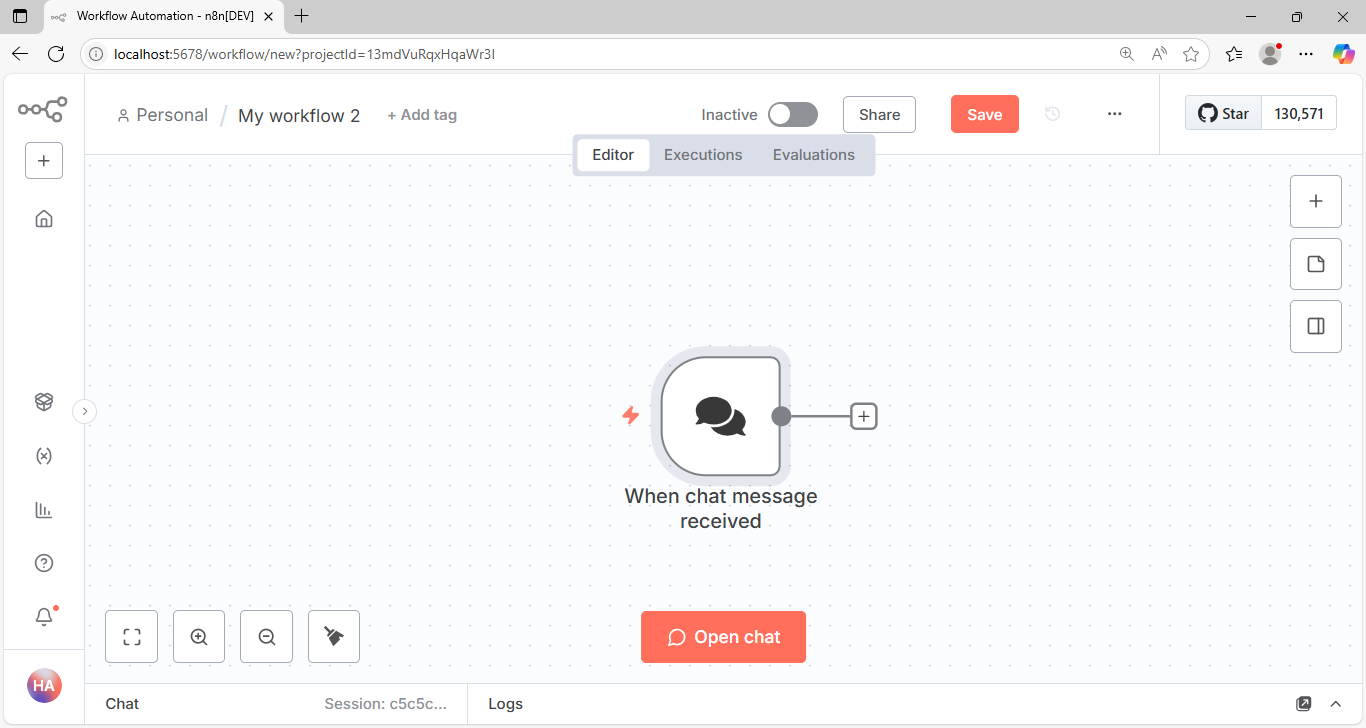 Workflow Automation - n8n[DEV]
localhost:5678/workflow/new?projectId=13mdVuRqxHqaWr3I
Personal / My workflow 2 + Add tag
Inactive
Share
Save
Star 130,571
Editor Executions Evaluations
When chat message
received
Open chat
HA
Chat Session: c5c5c... Logs